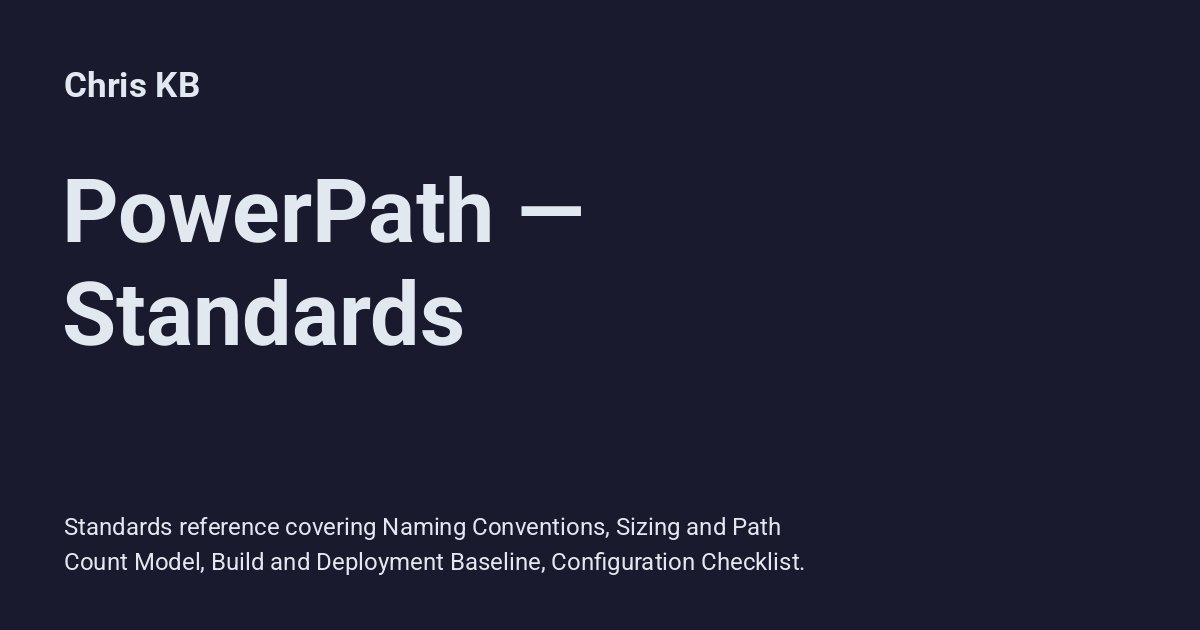 Chris KB
PowerPath —
Standards
Standards reference covering Naming Conventions, Sizing and Path
Count Model, Build and Deployment Baseline, Configuration Checklist.